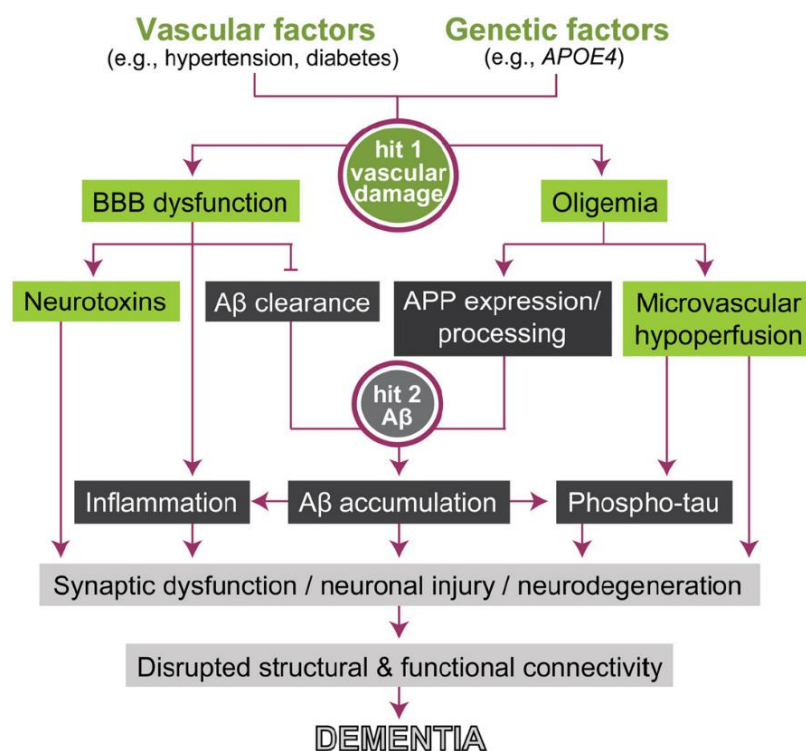 Vascular factors
(e.g., hypertension, diabetes)
Genetic factors
(e.g., APOE4)
hit 1
vascular
damage
BBB dysfunction
Oligemia
Neurotoxins
Aβ clearance
APP expression/
processing
Microvascular
hypoperfusion
hit 2
Aβ
Inflammation
Aβ accumulation
Phospho-tau
Synaptic dysfunction / neuronal injury / neurodegeneration
Disrupted structural & functional connectivity
DEMENTIA